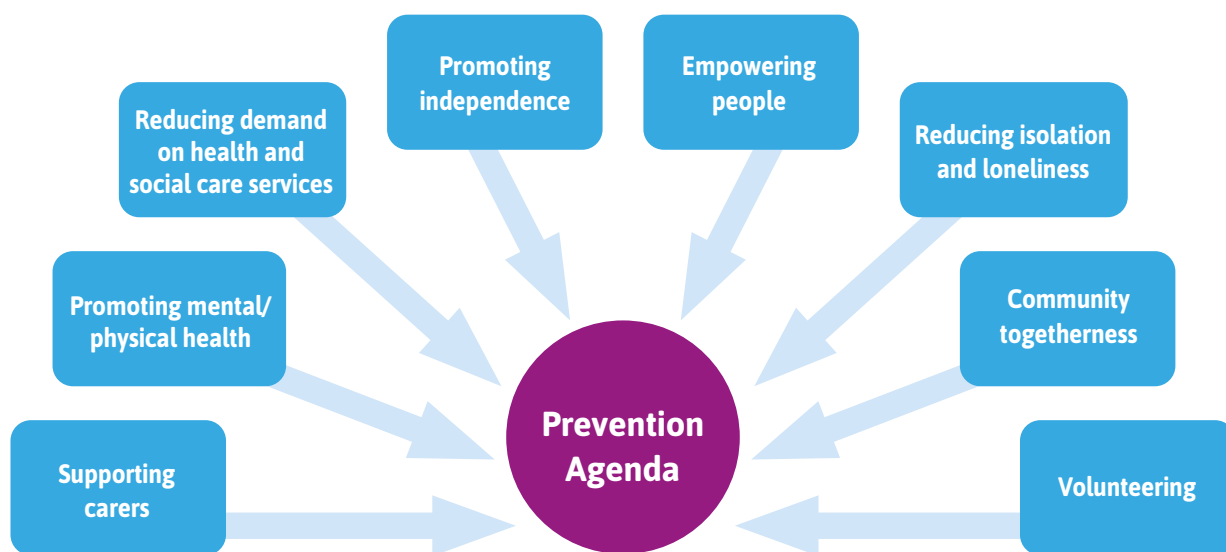 Promoting
independence
Empowering
people
Reducing demand
on health and
social care services
Reducing isolation
and loneliness
Promoting mental/
physical health
Community
togetherness
Supporting
carers
Prevention
Agenda
Volunteering